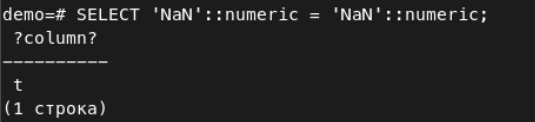 demo=# SELECT 'NaN'::numeric = 'NaN'::numeric;
?column?
----------
t
(1 строка)